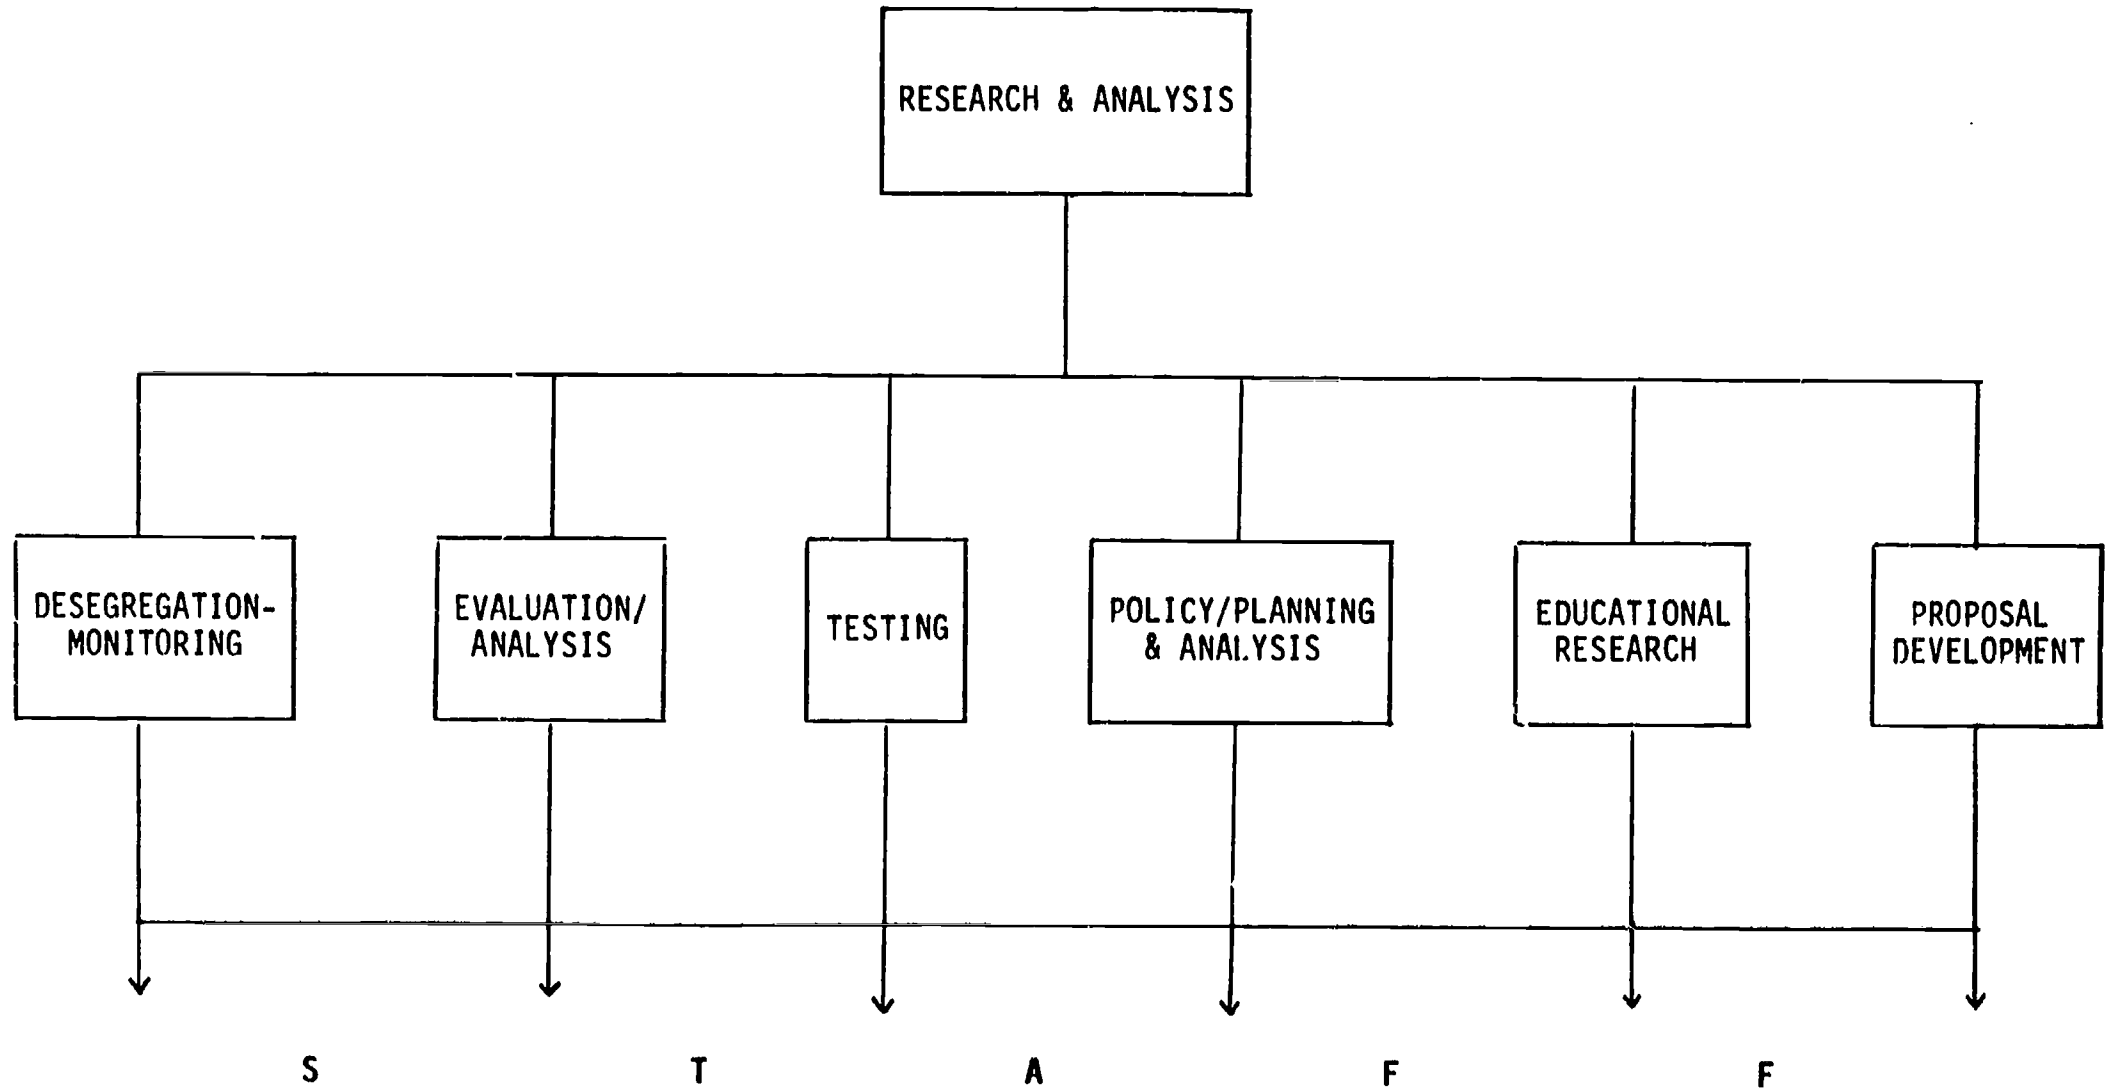 RESEARCH & ANALYSIS
DESEGREGATION-
MONITORING
EVALUATION/
ANALYSIS
TESTING
POLICY/PLANNING
& ANALYSIS
EDUCATIONAL
RESEARCH
PROPOSAL
DEVELOPMENT
S T A F F